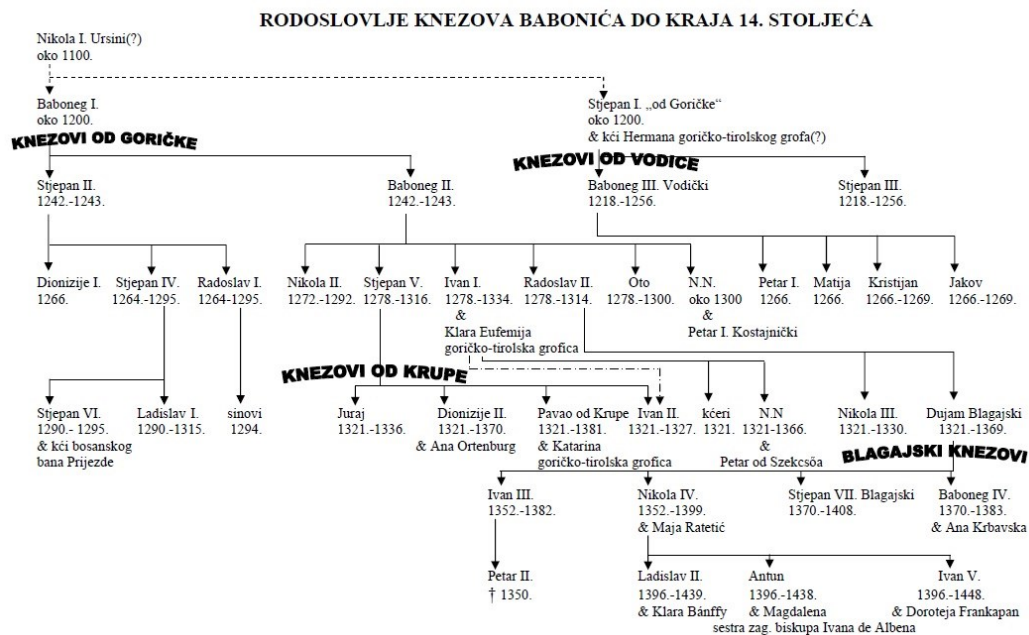 RODOSLOVLJE KNEZOVA BABONIĆA DO KRAJA 14. STOLJEĆA
Nikola I. Ursini(?)
oko 1100.
Baboneg I.
oko 1200.
Stjepan I. „od Goričke“
oko 1200.
& kći Hermana goričko-tirolskog grofa(?)
KNEZOVI OD GORIČKE
KNEZOVI OD VODICE
Stjepan II.
1242.-1243.
Baboneg II.
1242.-1243.
Baboneg III. Vodički
1218.-1256.
Stjepan III.
1218.-1256.
Dionizije I.
1266.
Stjepan IV.
1264.-1295.
Radoslav I.
1264-1295.
Nikola II.
1272.-1292.
Stjepan V.
1278.-1316.
Ivan I.
1278.-1334.
&
Klara Eufemija
goričko-tirolska grofica
Radoslav II.
1278.-1314.
Oto
1278.-1300.
N.N.
oko 1300
&
Petar I. Kostajnički
Petar I.
1266.
Matija
1266.
Kristijan
1266.-1269.
Jakov
1266.-1269.
KNEZOVI OD KRUPE
Stjepan VI.
1290.- 1295.
& kći bosanskog
bana Prijezde
Ladislav I.
1290.-1315.
sinovi
1294.
Juraj
1321.-1336.
Dionizije II.
1321.-1370.
& Ana Ortenburg
Pavao od Krupe
1321.-1381.
& Katarina
goričko-tirolska grofica
Ivan II.
1321.-1327.
kćeri
1321.
N.N
1321-1366.
&
Petar od Szekcsöa
Nikola III.
1321.-1330.
Dujam Blagajski
1321.-1369.
BLAGAJSKI KNEZOVI
Ivan III.
1352.-1382.
Nikola IV.
1352.-1399.
& Maja Ratetić
Stjepan VII. Blagajski
1370.-1408.
Baboneg IV.
1370.-1383.
& Ana Krbavska
Petar II.
† 1350.
Ladislav II.
1396.-1439.
& Klara Bánffy
Antun
1396.-1438.
& Magdalena
sestra zag. biskupa Ivana de Albena
Ivan V.
1396.-1448.
& Doroteja Frankapan